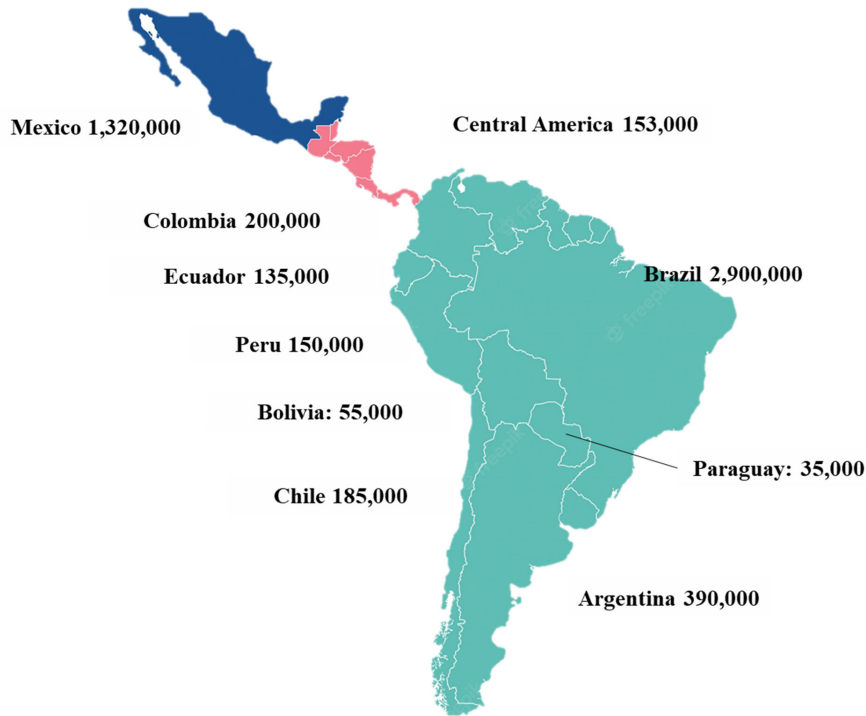 Mexico 1,320,000
Central America 153,000
Colombia 200,000
Ecuador 135,000
Brazil 2,900,000
Peru 150,000
Bolivia: 55,000
Paraguay: 35,000
Chile 185,000
Argentina 390,000